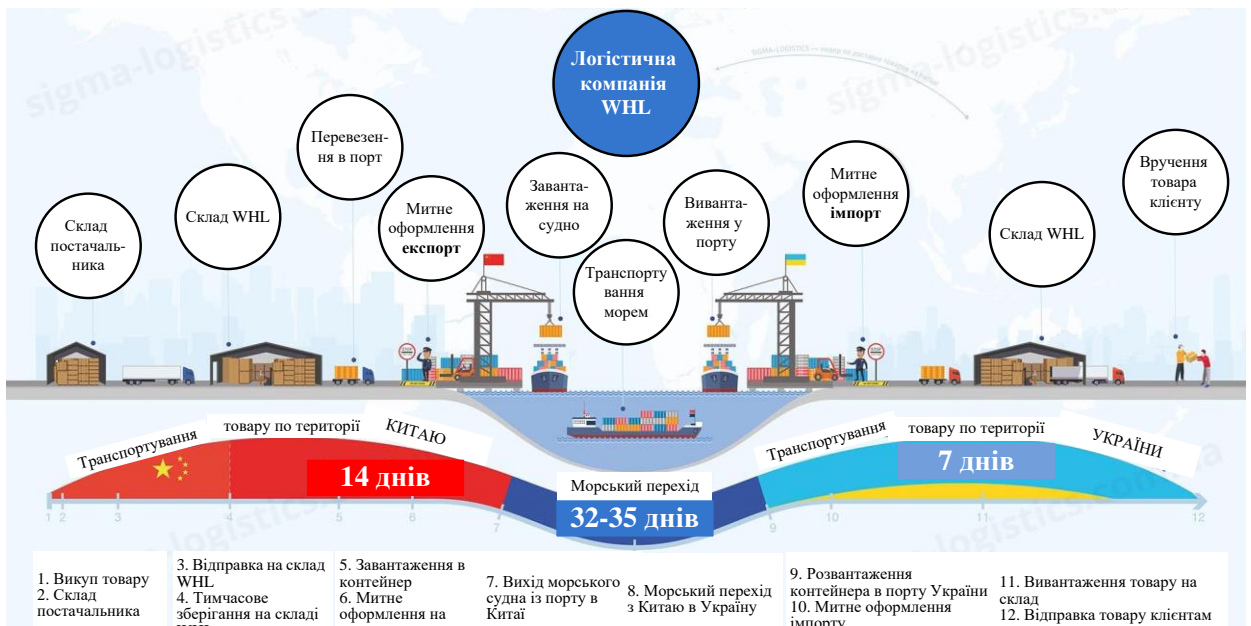 Логістична
компанія
WHL
SIGMA-LOGISTICS —
sigma-logistics
Склад
постачаль-
ника
Склад WHL
Перевезен-
ня в порт
Митне
оформлення
експорт
Заванта-
ження на
судно
Транспорту
вання
морем
Виванта-
ження у
порту
Митне
оформлення
імпорт
Склад WHL
Вручення
товара
клієнту
Транспортування
товару по території
КИТАЮ
14 днів
Морський перехід
32-35 днів
Транспортування
товару по території
УКРАЇНИ
7 днів
1 2 3 4 5 6 7 8 9 10 11 12
1. Викуп товару
2. Склад
постачальника
3. Відправка на склад
WHL
4. Тимчасове
зберігання на складі
5. Завантаження в
контейнер
6. Митне
оформлення на
7. Вихід морського
судна із порту в
Китаї
8. Морський перехід
з Китаю в Україну
9. Розвантаження
контейнера в порту України
10. Митне оформлення
імпорту
11. Вивантаження товару на
склад
12. Відправка товару клієнтам